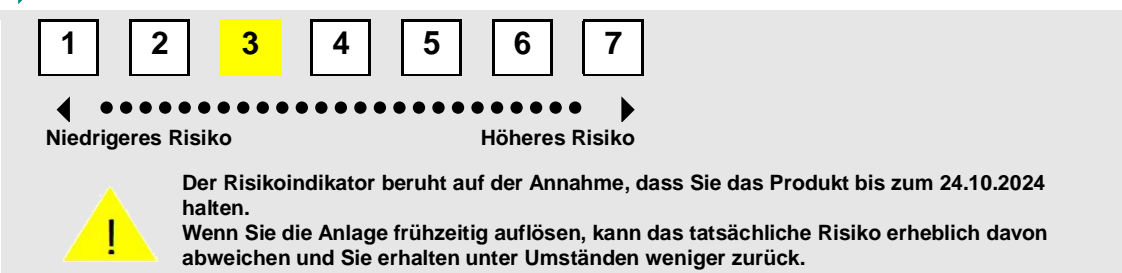 1 2 3 4 5 6 7
Niedrigeres Risiko Höheres Risiko
Der Risikoindikator beruht auf der Annahme, dass Sie das Produkt bis zum 24.10.2024
halten.
Wenn Sie die Anlage frühzeitig auflösen, kann das tatsächliche Risiko erheblich davon
abweichen und Sie erhalten unter Umständen weniger zurück.
!